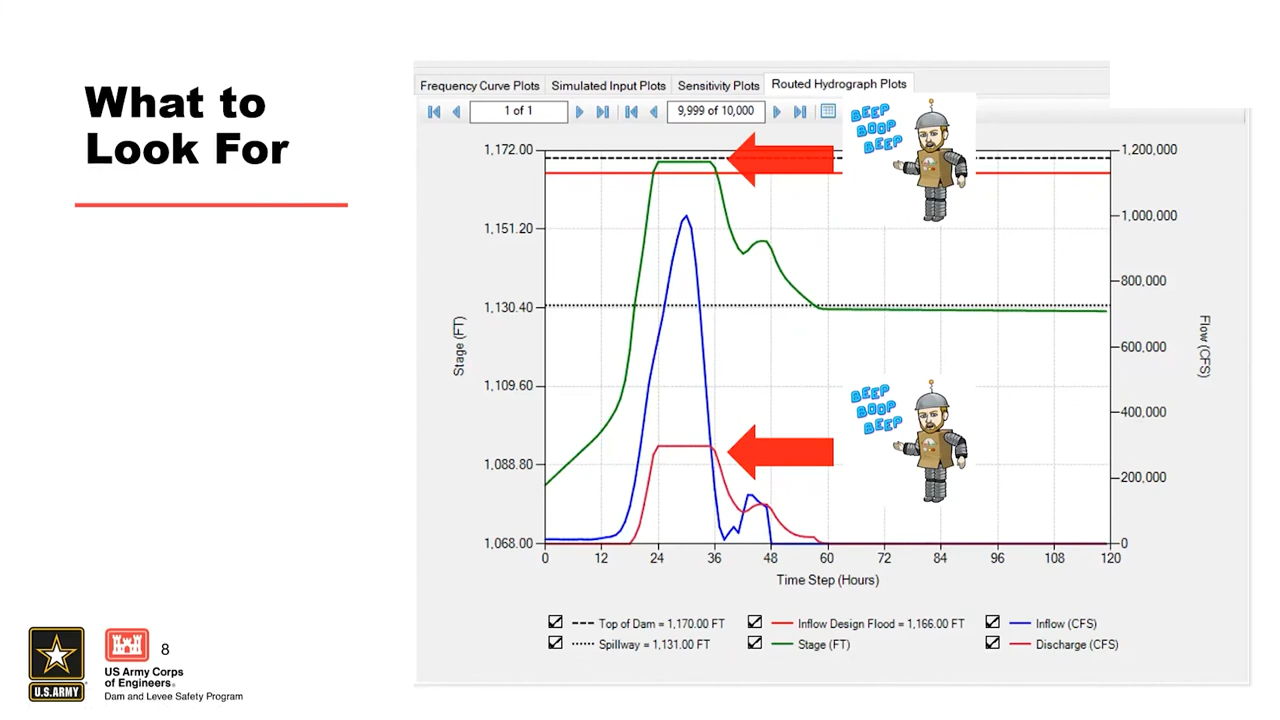 What to
Look For
Frequency Curve Plots
Simulated Input Plots
Sensitivity Plots
Routed Hydrograph Plots
1 of 1
9,999 of 10,000
BEEP
BOOP
BEEP
1,172.00
1,151.20
1,130.40
1,109.60
1,088.80
1,068.00
Stage (FT)
1,200,000
1,000,000
800,000
600,000
400,000
200,000
0
Flow (CFS)
BEEP
BOOP
BEEP
0 12 24 36 48 60 72 84 96 108 120
Time Step (Hours)
Top of Dam = 1,170.00 FT
Inflow Design Flood = 1,166.00 FT
Inflow (CFS)
Spillway = 1,131.00 FT
Stage (FT)
Discharge (CFS)
U.S.ARMY
8
US Army Corps
of Engineers®
Dam and Levee Safety Program